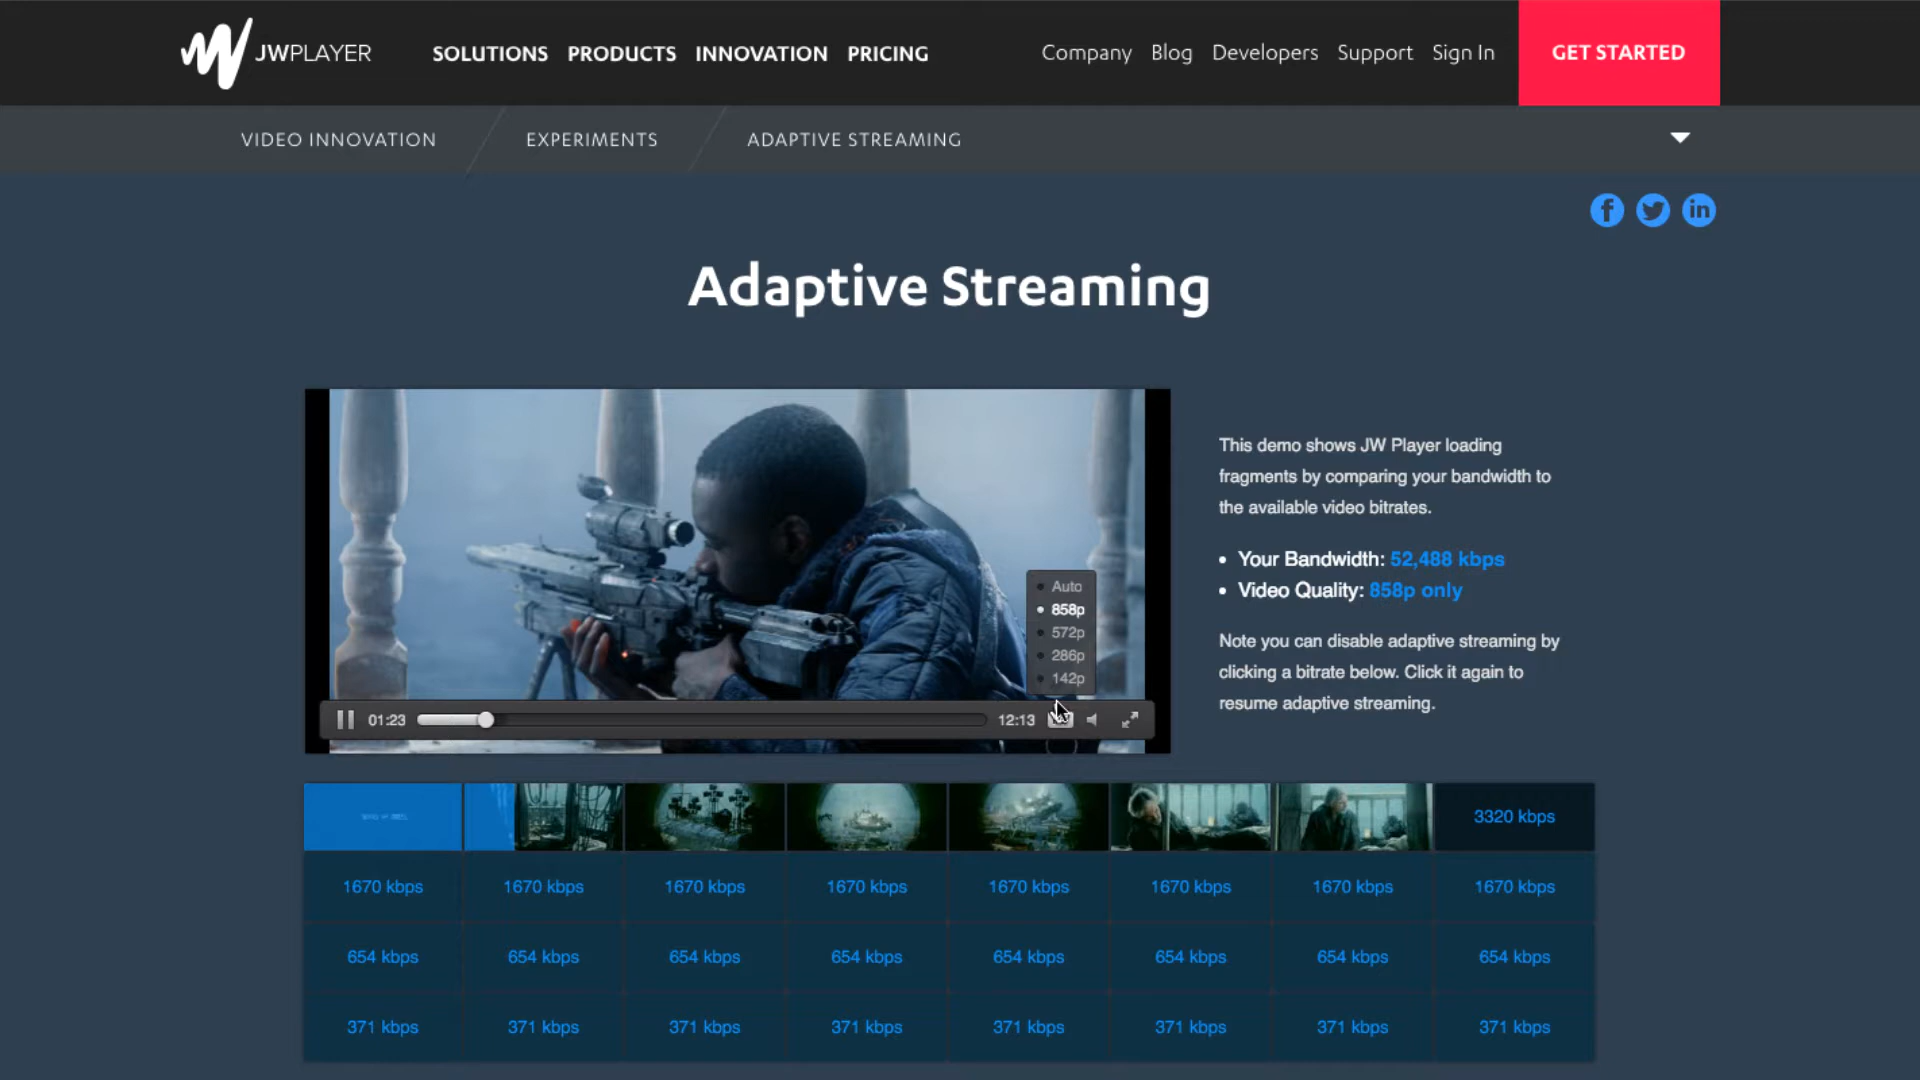 JWPLAYER SOLUTIONS PRODUCTS INNOVATION PRICING Company Blog Developers Support Sign In GET STARTED
VIDEO INNOVATION EXPERIMENTS ADAPTIVE STREAMING
Adaptive Streaming
This demo shows JW Player loading
fragments by comparing your bandwidth to
the available video bitrates.
• Your Bandwidth: 52,488 kbps
• Video Quality: 858p only
Note you can disable adaptive streaming by
clicking a bitrate below. Click it again to
resume adaptive streaming.
Auto
858p
572p
286p
142p
01:23 12:13
3320 kbps
1670 kbps 1670 kbps 1670 kbps 1670 kbps 1670 kbps 1670 kbps 1670 kbps 1670 kbps
654 kbps 654 kbps 654 kbps 654 kbps 654 kbps 654 kbps 654 kbps 654 kbps
371 kbps 371 kbps 371 kbps 371 kbps 371 kbps 371 kbps 371 kbps 371 kbps